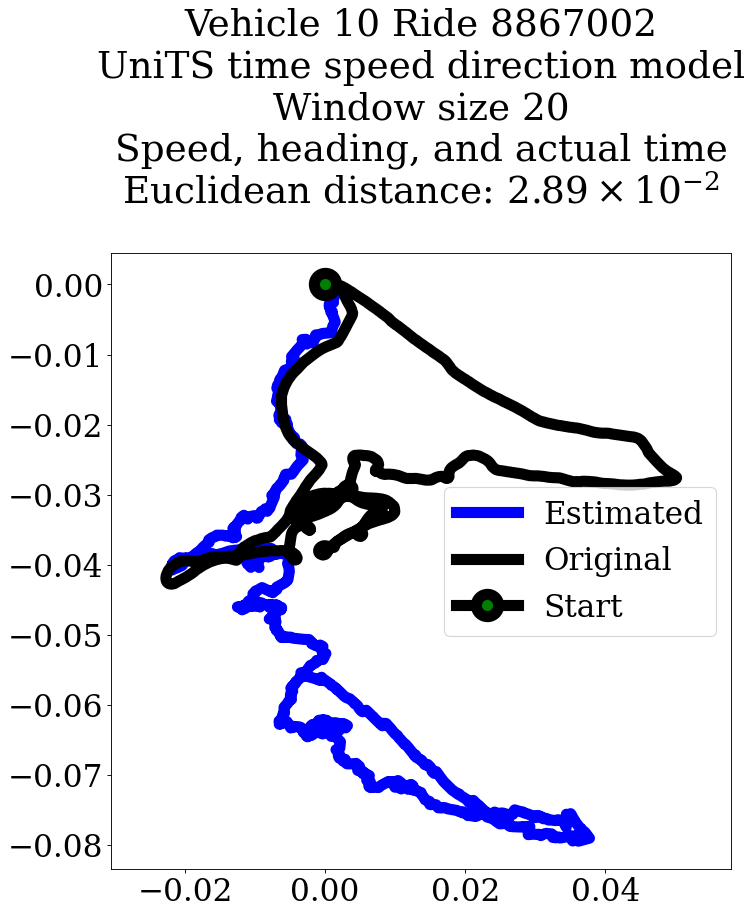 Vehicle 10 Ride 8867002
UniTS time speed direction model
Window size 20
Speed, heading, and actual time
Euclidean distance: 2.89 × 10⁻²
0.00
−0.01
−0.02
−0.03
−0.04
−0.05
−0.06
−0.07
−0.08
Estimated
Original
Start
−0.02 0.00 0.02 0.04